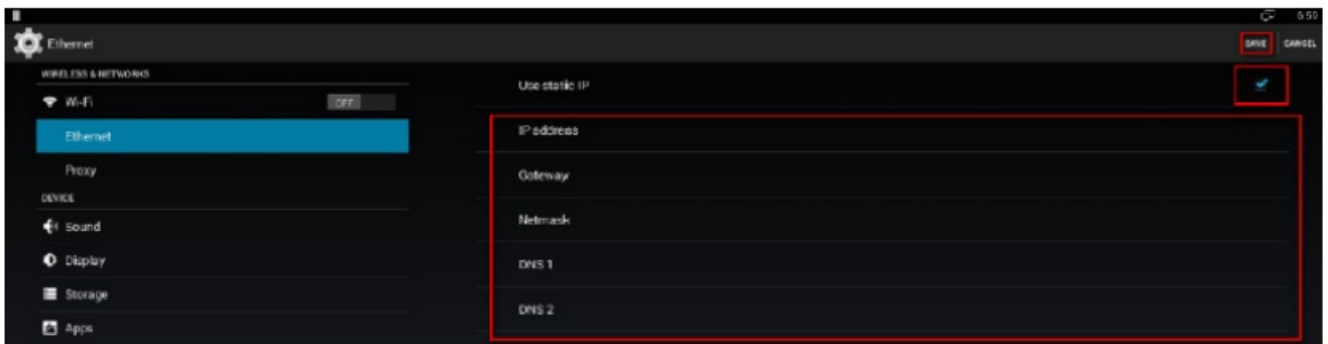 6:59
Ethernet
SAVE CANCEL
WIRELESS & NETWORKS
Wi-Fi OFF
Ethernet
Proxy
DEVICE
Sound
Display
Storage
Apps
Use static IP
IP address
Gateway
Netmask
DNS 1
DNS 2